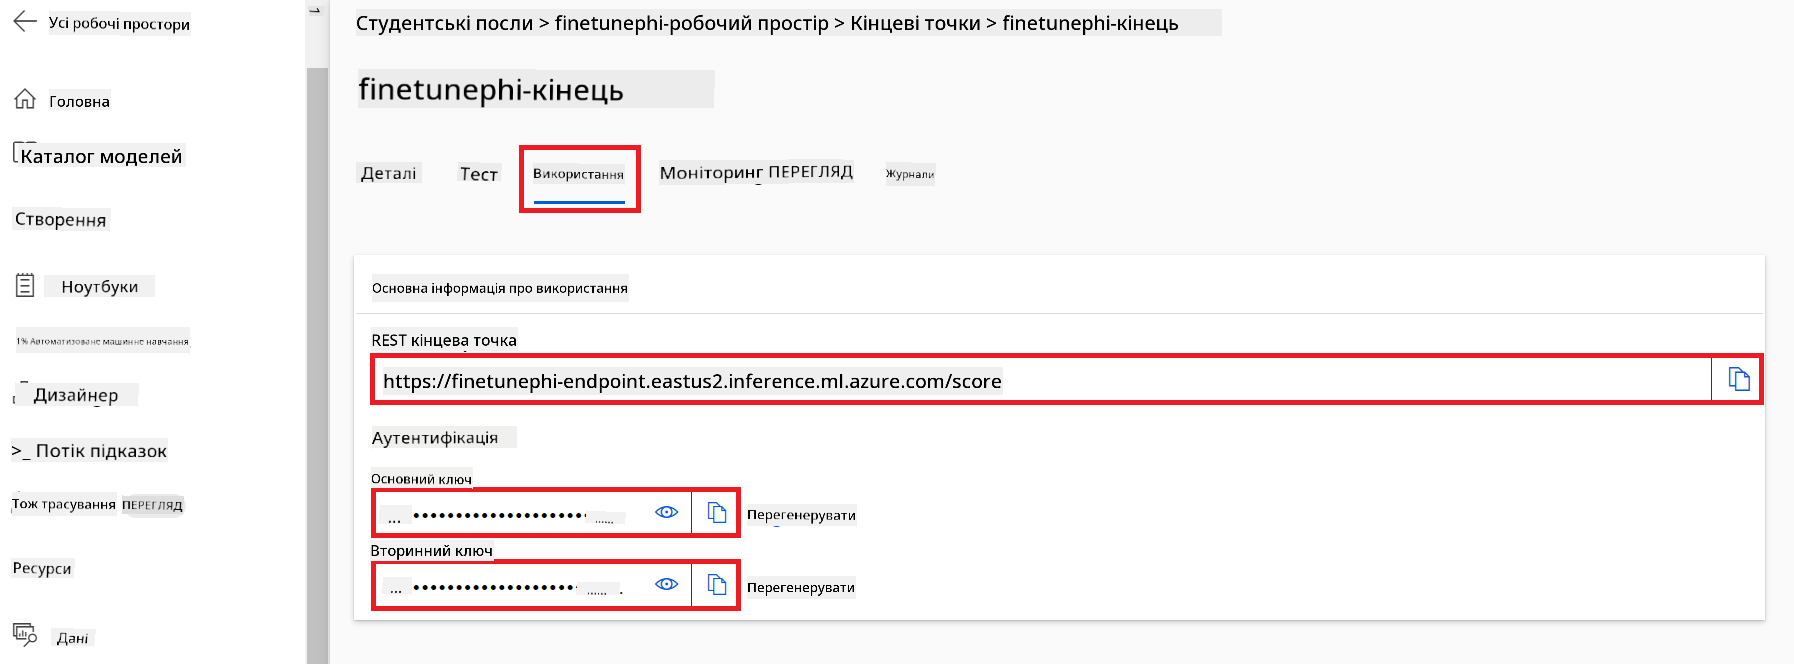 Усі робочі простори
Головна
Каталог моделей
Створення
Ноутбуки
1% Автоматизоване машинне навчання
Дизайнер
>_ Потік підказок
Тож трасування ПЕРЕГЛЯД
Ресурси
Дані
Студентські посли > finetunephi-робочий простір > Кінцеві точки > finetunephi-кінець
finetunephi-кінець
Деталі Тест Використання Моніторинг ПЕРЕГЛЯД Журнали
Основна інформація про використання
REST кінцева точка
https://finetunephi-endpoint.eastus2.inference.ml.azure.com/score
Аутентифікація
Основний ключ
Перегенерувати
Вторинний ключ
Перегенерувати